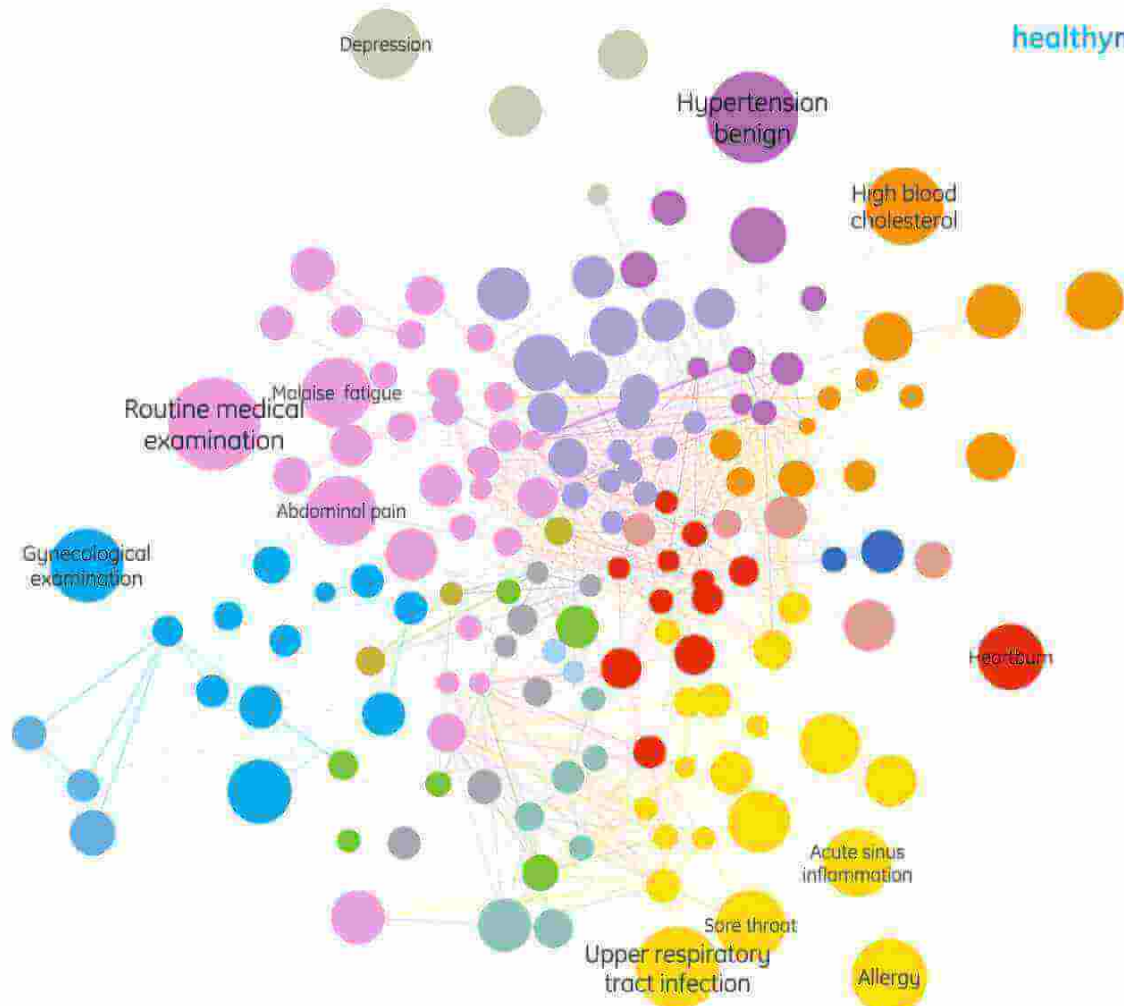 Depression
healthyr
Hypertension
benign
High blood
cholesterol
Malaise fatigue
Routine medical
examination
Abdominal pain
Gynecological
examination
Heartburn
Acute sinus
inflammation
Sore throat
Upper respiratory
tract infection
Allergy